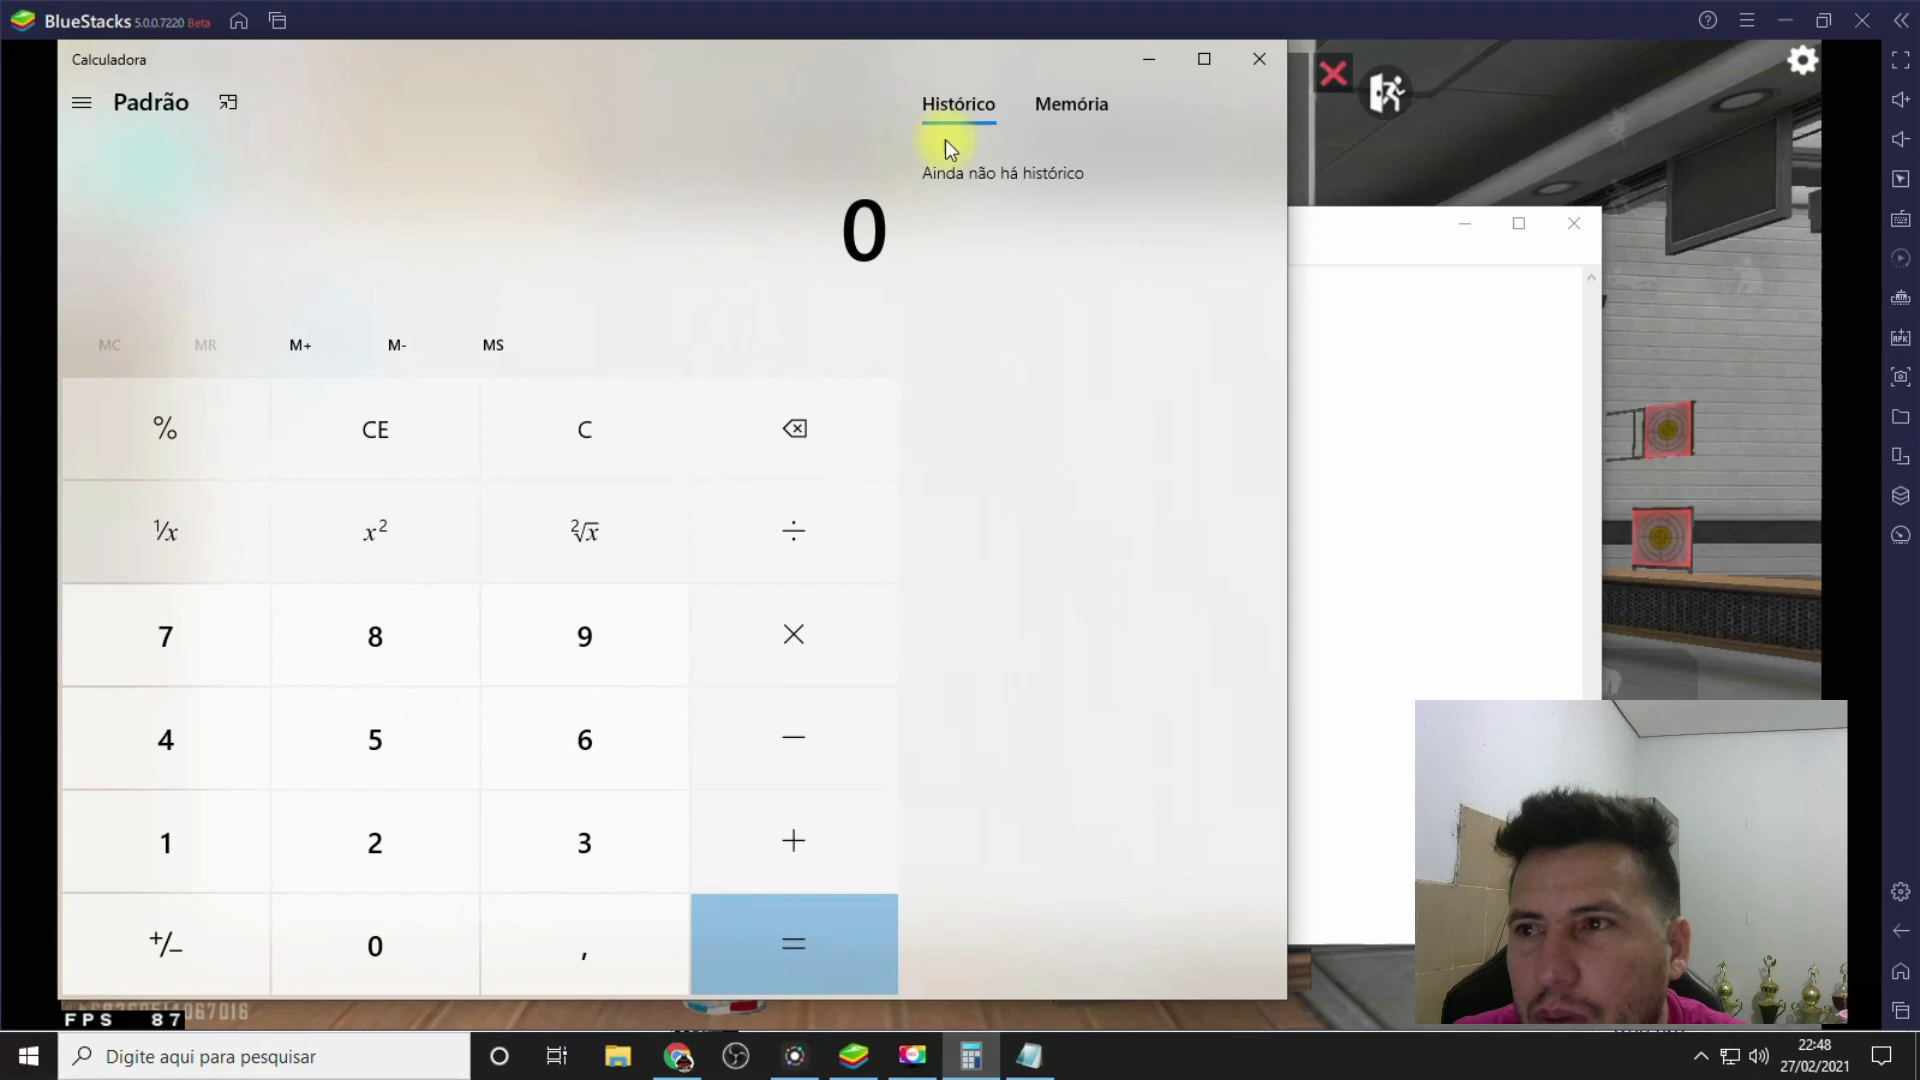 BlueStacks 5.0.0.7220 Beta
Calculadora
Padrão
Histórico Memória
Ainda não há histórico
0
MC MR M+ M- MS
% CE C
¹/x x² ²√x ÷
7 8 9 ×
4 5 6 −
1 2 3 +
+/− 0 , =
FPS 87
Digite aqui para pesquisar
22:48
27/02/2021